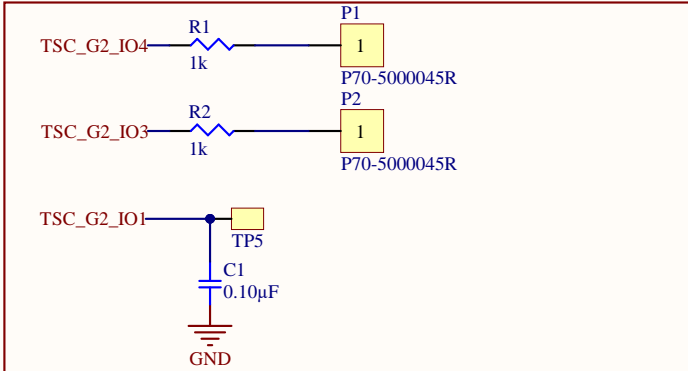 P1
R1
TSC_G2_IO4
1
1k
P70-5000045R
P2
R2
TSC_G2_IO3
1
1k
P70-5000045R
TSC_G2_IO1
TP5
C1
0.10µF
GND